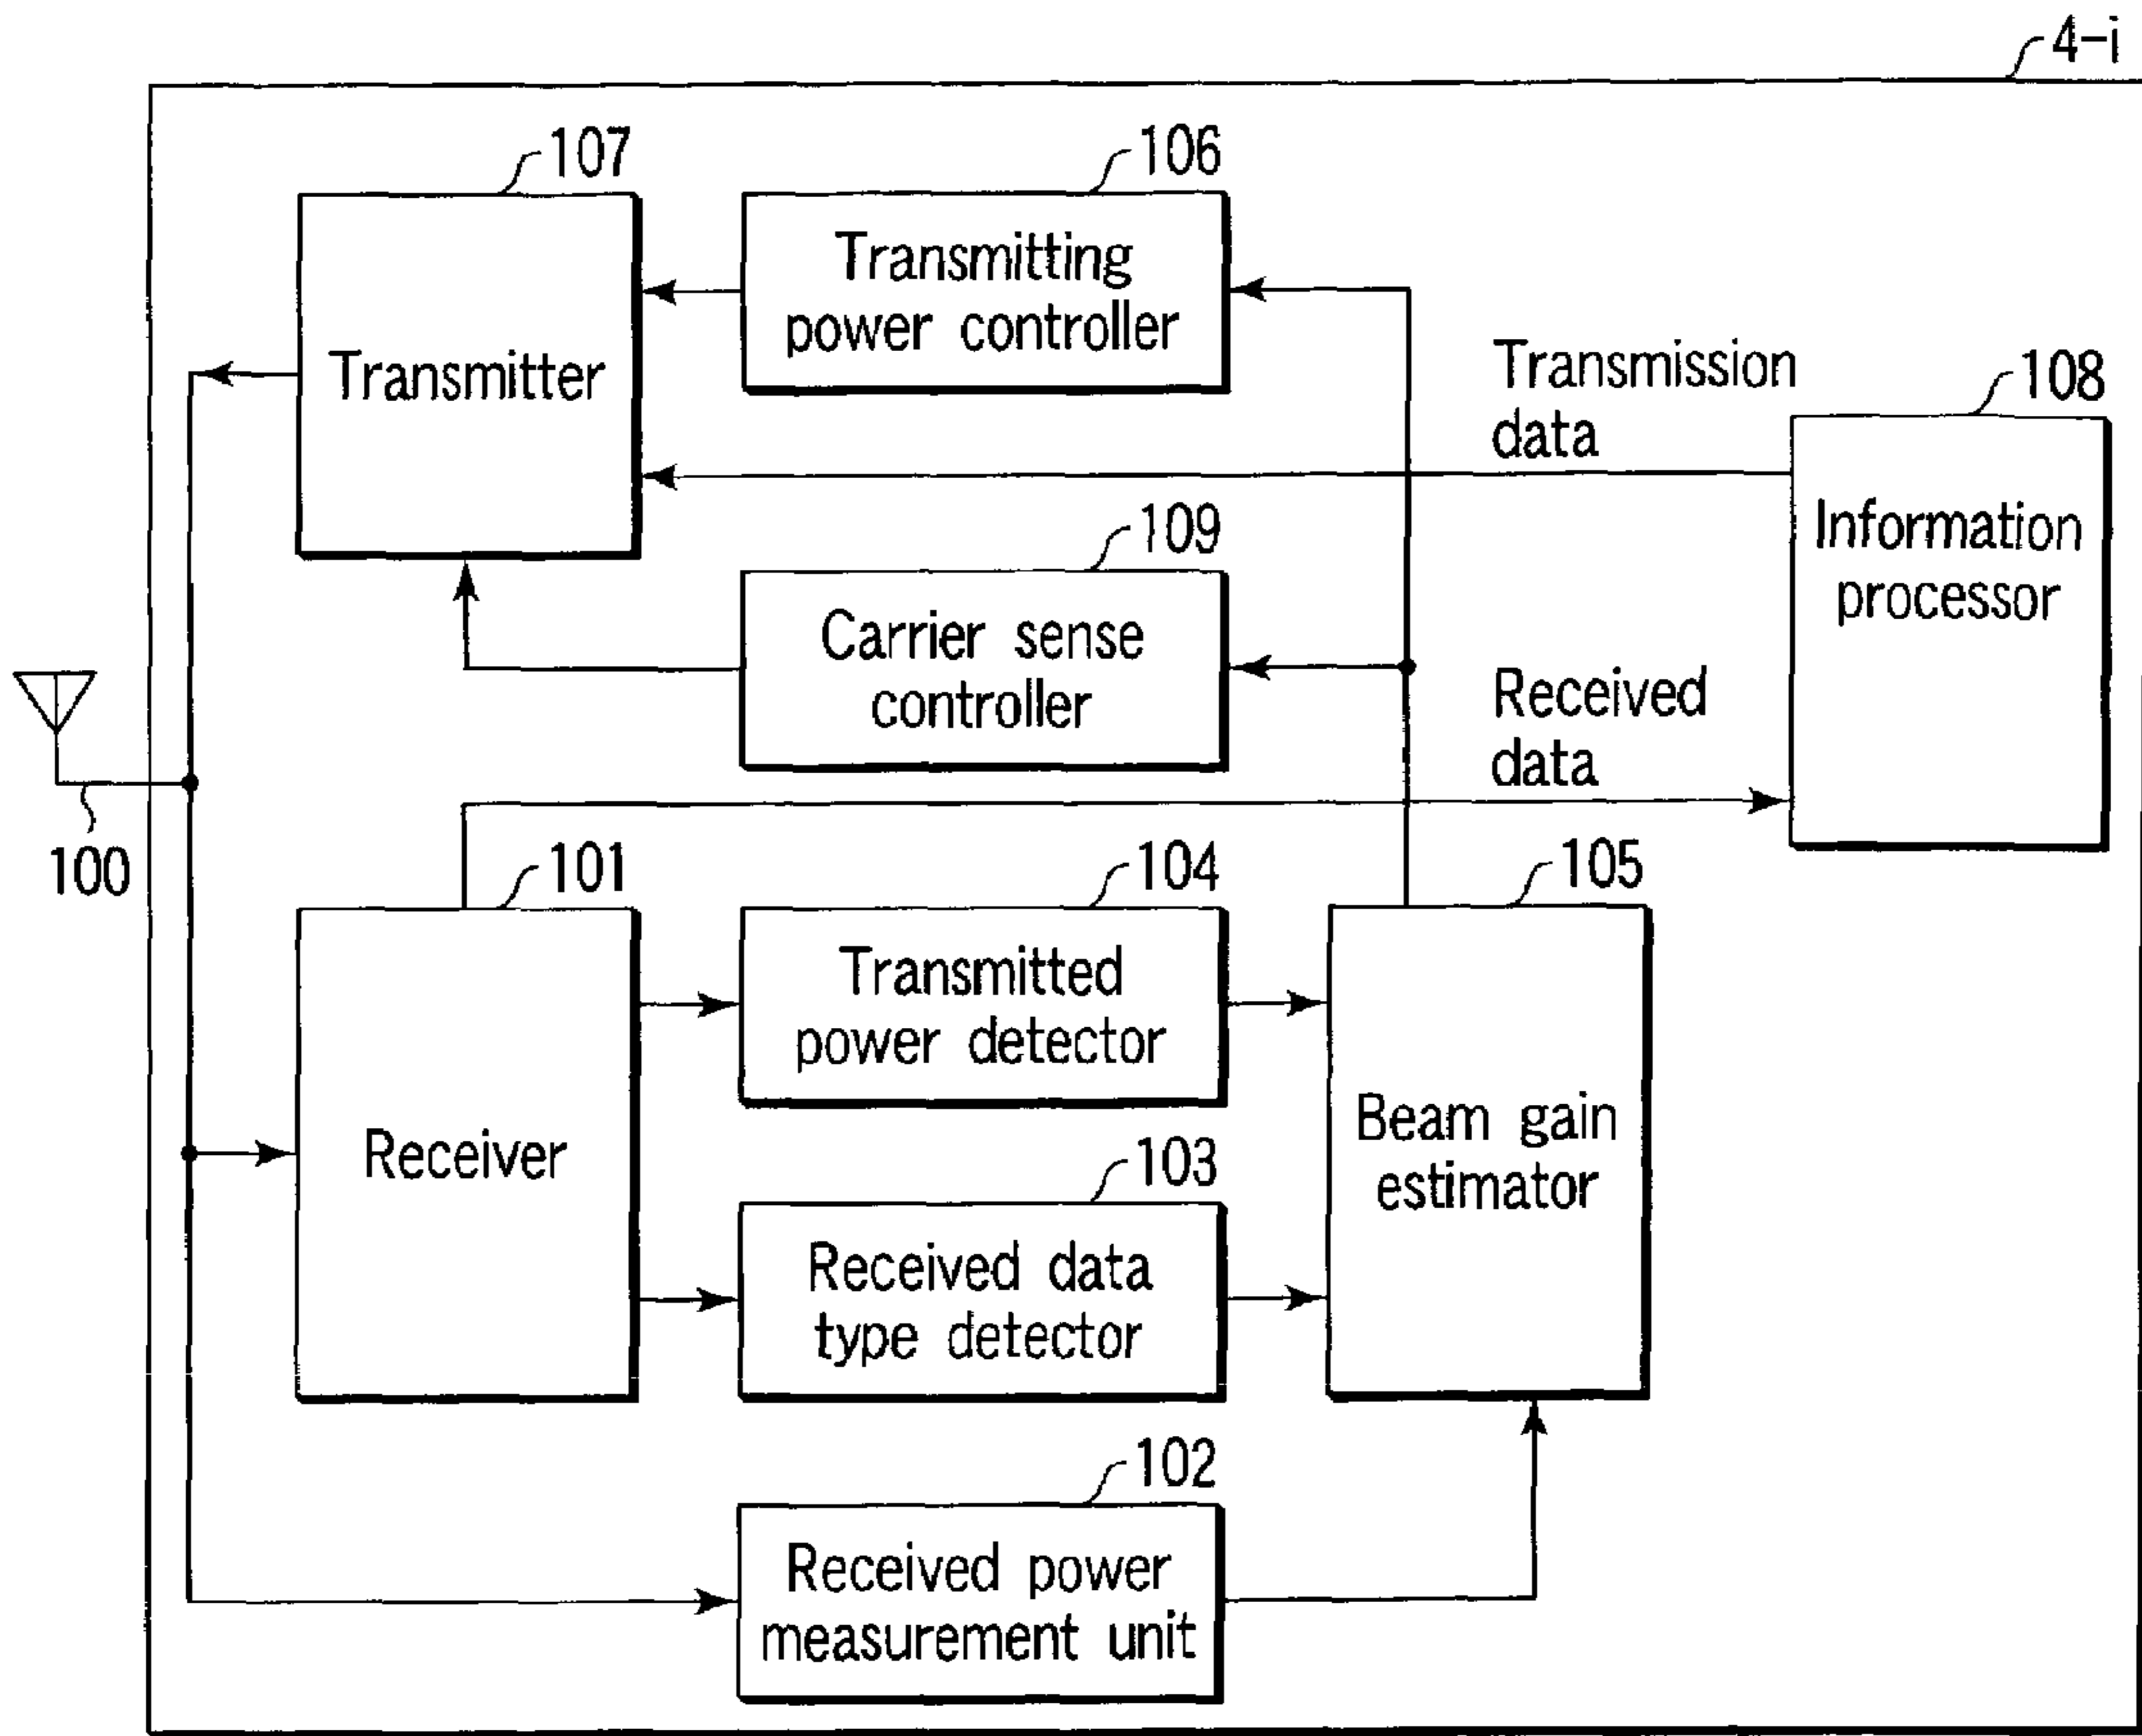 4-i
107
106
Transmitting
power controller
Transmitter
Transmission
data
108
Information
processor
109
Carrier sense
controller
Received
data
100
101
104
105
Transmitted
power detector
Receiver
Beam gain
estimator
103
Received data
type detector
102
Received power
measurement unit